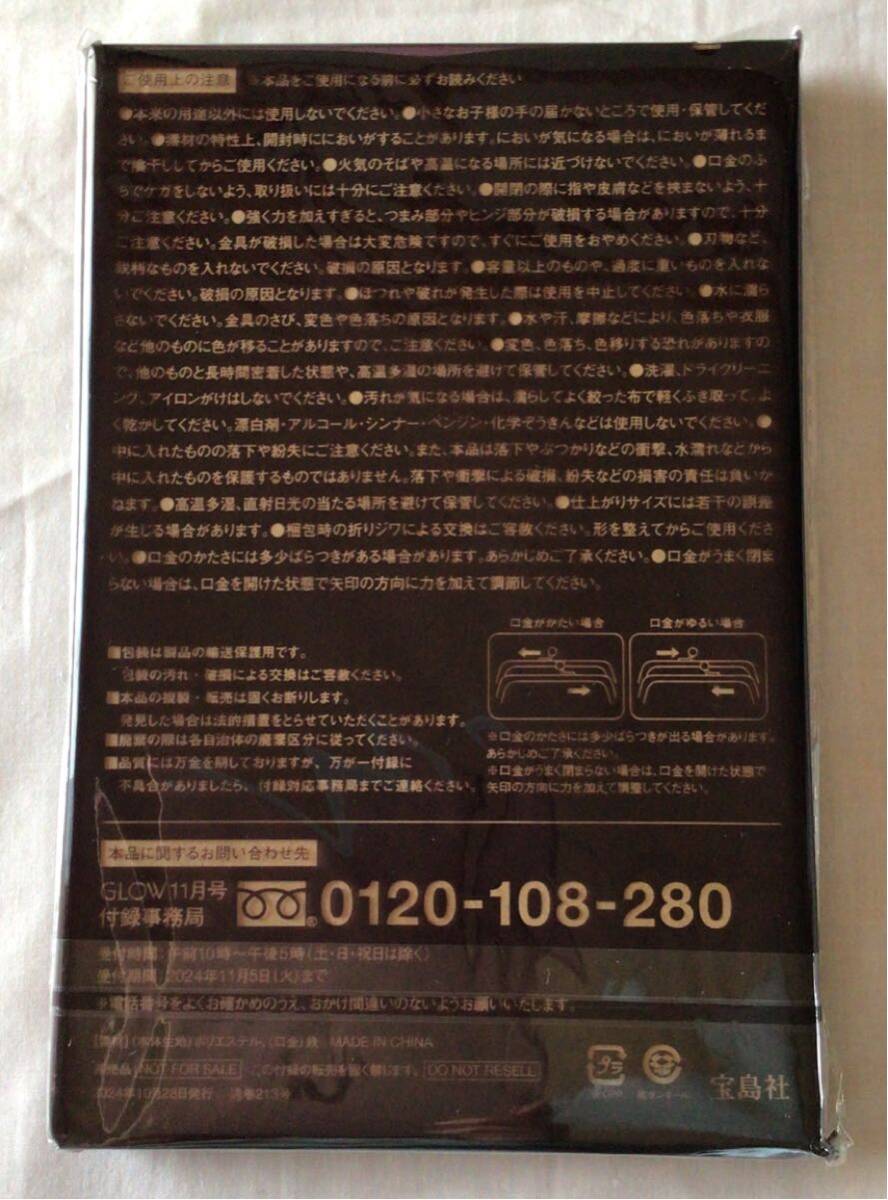 ご使用上の注意 ※本品をご使用になる前に必ずお読みください
●本来の用途以外には使用しないでください。●小さなお子様の手の届かないところで使用・保管してくだ
さい。●素材の特性上、開封時ににおいがすることがあります。においが気になる場合は、においが薄れるま
で陰干ししてからご使用ください。●火気のそばや高温になる場所には近づけないでください。●口金のふ
ちでケガをしないよう、取り扱いには十分にご注意ください。●開閉の際に指や皮膚などを挟まないよう、十
分ご注意ください。●強く力を加えすぎると、つまみ部分やヒンジ部分が破損する場合がありますので、十分
ご注意ください。金具が破損した場合は大変危険ですので、すぐにご使用をおやめください。●刃物など、
鋭利なものを入れないでください。破損の原因となります。●容量以上のものや、過度に重いものを入れな
いでください。破損の原因となります。●ほつれや破れが発生した際は使用を中止してください。●水に濡ら
さないでください。金具のさび、変色や色落ちの原因となります。●水や汗、摩擦などにより、色落ちや衣服
など他のものに色が移ることがありますので、ご注意ください。●変色、色落ち、色移りする恐れがありますの
で、他のものと長時間密着した状態や、高温多湿の場所を避けて保管してください。●洗濯、ドライクリーニ
ング、アイロンがけはしないでください。●汚れが気になる場合は、濡らしてよく絞った布で軽くふき取って、よ
く乾かしてください。漂白剤・アルコール・シンナー・ベンジン・化学ぞうきんなどは使用しないでください。●
中に入れたものの落下や紛失にご注意ください。また、本品は落下やぶつかりなどの衝撃、水濡れなどから
中に入れたものを保護するものではありません。落下や衝撃による破損、紛失などの損害の責任は負いか
ねます。●高温多湿、直射日光の当たる場所を避けて保管してください。●仕上がりサイズには若干の誤差
が生じる場合があります。●梱包時の折りジワによる交換はご容赦ください。形を整えてからご使用くださ
い。●口金のかたさには多少ばらつきがある場合があります。あらかじめご了承ください。●口金がうまく閉ま
らない場合は、口金を開けた状態で矢印の方向に力を加えて調節してください。
■包装は製品の輸送保護用です。
包装の汚れ・破損による交換はご容赦ください。
■本品の複製・転売は固くお断りします。
発見した場合は法的措置をとらせていただくことがあります。
■廃棄の際は各自治体の廃棄区分に従ってください。
■品質には万全を期しておりますが、万が一付録に
不具合がありましたら、付録対応事務局までご連絡ください。
口金がかたい場合 口金がゆるい場合
※口金のかたさには多少ばらつきが出る場合があります。
あらかじめご了承ください。
※口金がうまく閉まらない場合は、口金を開けた状態で
矢印の方向に力を加えて調整してください。
本品に関するお問い合わせ先
GLOW11月号
付録事務局
0120-108-280
受付時間：午前10時〜午後5時（土・日・祝日は除く）
受付期間：2024年11月5日（火）まで
※電話番号をよくお確かめのうえ、おかけ間違いのないようお願いいたします。
［素材］（本体生地）ポリエステル、（口金）鉄 MADE IN CHINA
非売品 NOT FOR SALE この付録の転売を固く禁じます。 DO NOT RESELL
2024年10月28日発行 通巻213号
プラ
紙
宝島社